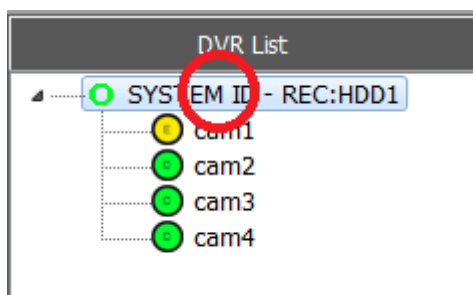 DVR List
SYSTEM ID - REC:HDD1
E cam1
C cam2
C cam3
C cam4